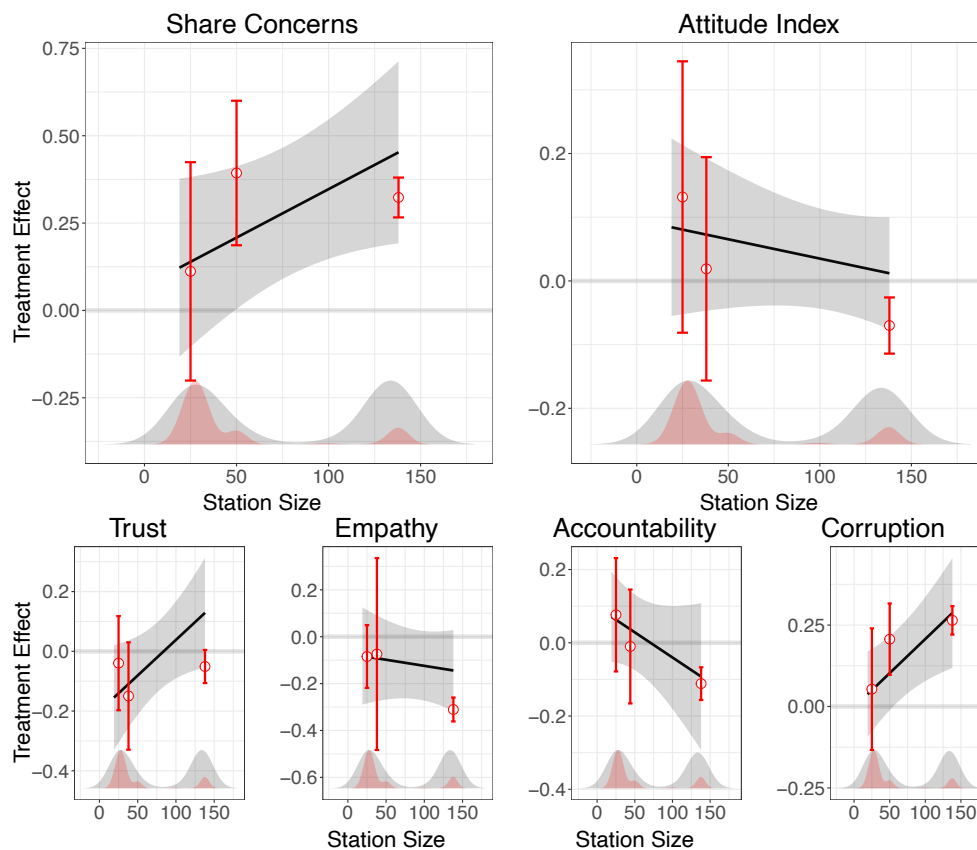 Share Concerns
Attitude Index
Treatment Effect
0.75
0.50
0.25
0.00
−0.25
0 50 100 150
Station Size
0.2
0.0
−0.2
0 50 100 150
Station Size
Trust
Empathy
Accountability
Corruption
Treatment Effect
0.2
0.0
−0.2
−0.4
0 50 100 150
0.2
0.0
−0.2
−0.4
−0.6
0 50 100 150
Station Size
0.2
0.0
−0.2
−0.4
0 50 100 150
Station Size
0.25
0.00
−0.25
0 50 100 150
Station Size